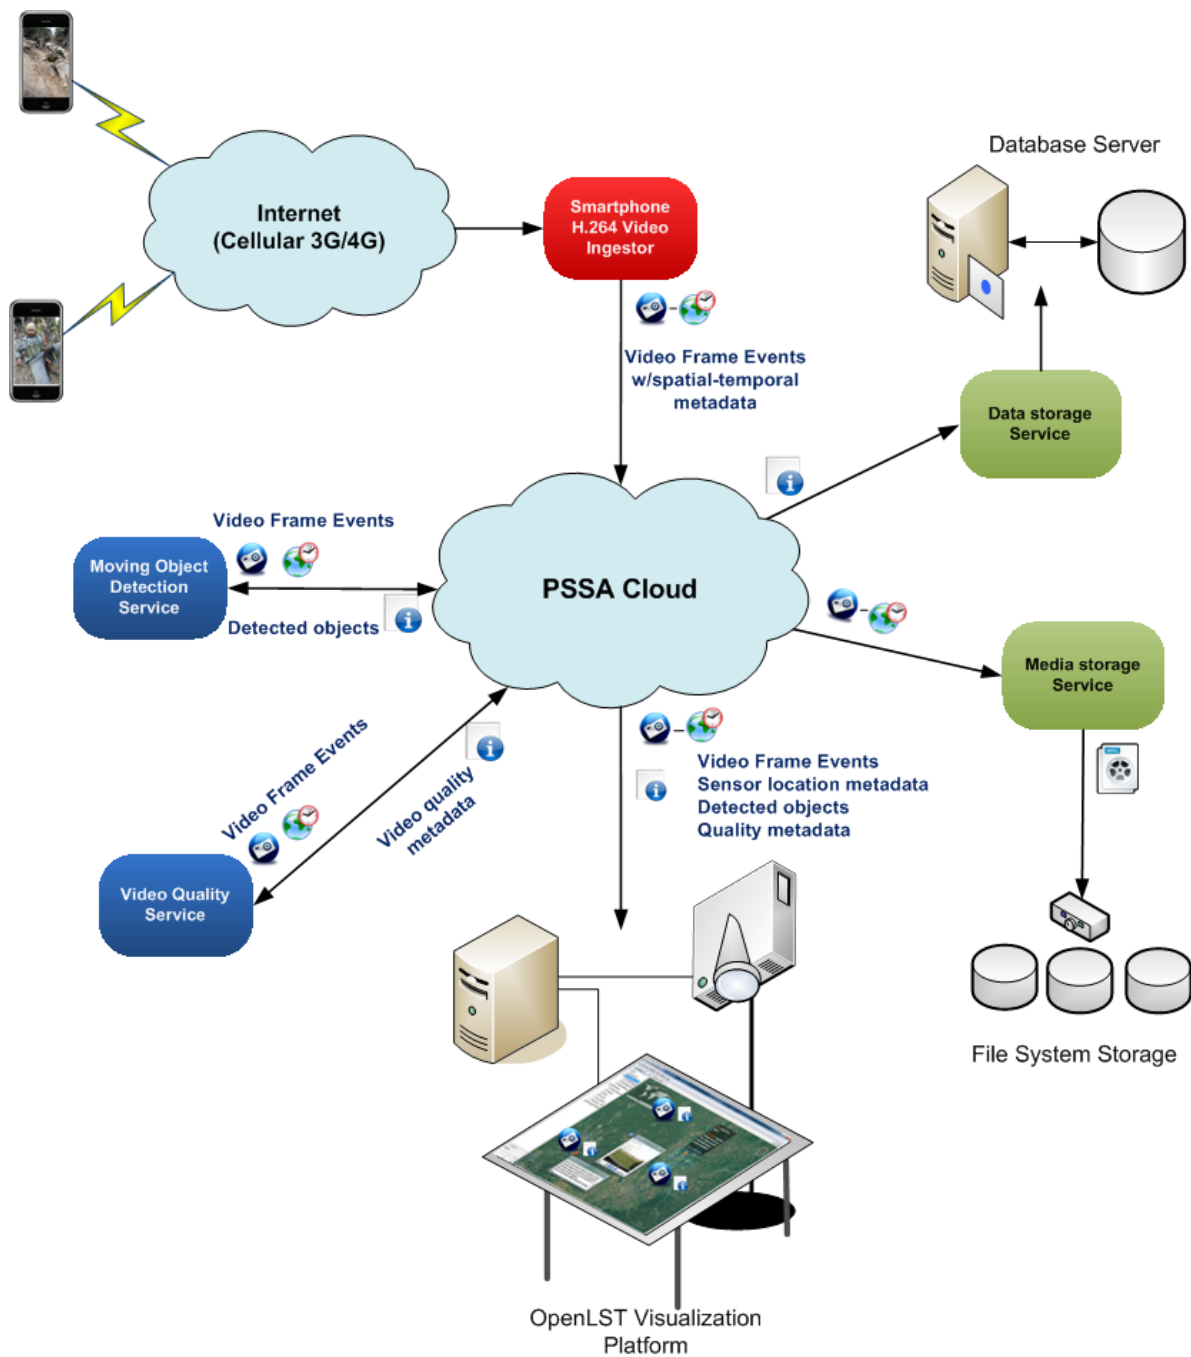 Internet
(Cellular 3G/4G)
Smartphone
H.264 Video
Ingestor
Database Server
Video Frame Events
w/spatial-temporal
metadata
Data storage
Service
Video Frame Events
Moving Object
Detection
Service
Detected objects
PSSA Cloud
Media storage
Service
Video Frame Events
Video quality
metadata
Video Frame Events
Sensor location metadata
Detected objects
Quality metadata
Video Quality
Service
File System Storage
OpenLST Visualization
Platform